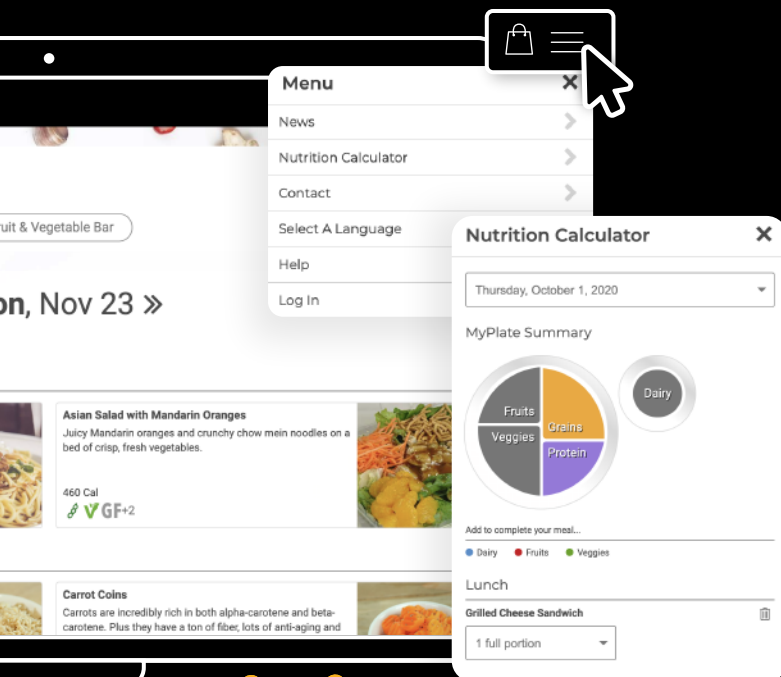 Menu
News
Nutrition Calculator
Contact
Select A Language
Help
Log In
uit & Vegetable Bar
on, Nov 23 »
Asian Salad with Mandarin Oranges
Juicy Mandarin oranges and crunchy chow mein noodles on a
bed of crisp, fresh vegetables.
460 Cal
GF+2
Carrot Coins
Carrots are incredibly rich in both alpha-carotene and beta-
carotene. Plus they have a ton of fiber, lots of anti-aging and
Nutrition Calculator
Thursday, October 1, 2020
MyPlate Summary
Fruits
Grains
Veggies
Protein
Dairy
Add to complete your meal...
Dairy Fruits Veggies
Lunch
Grilled Cheese Sandwich
1 full portion